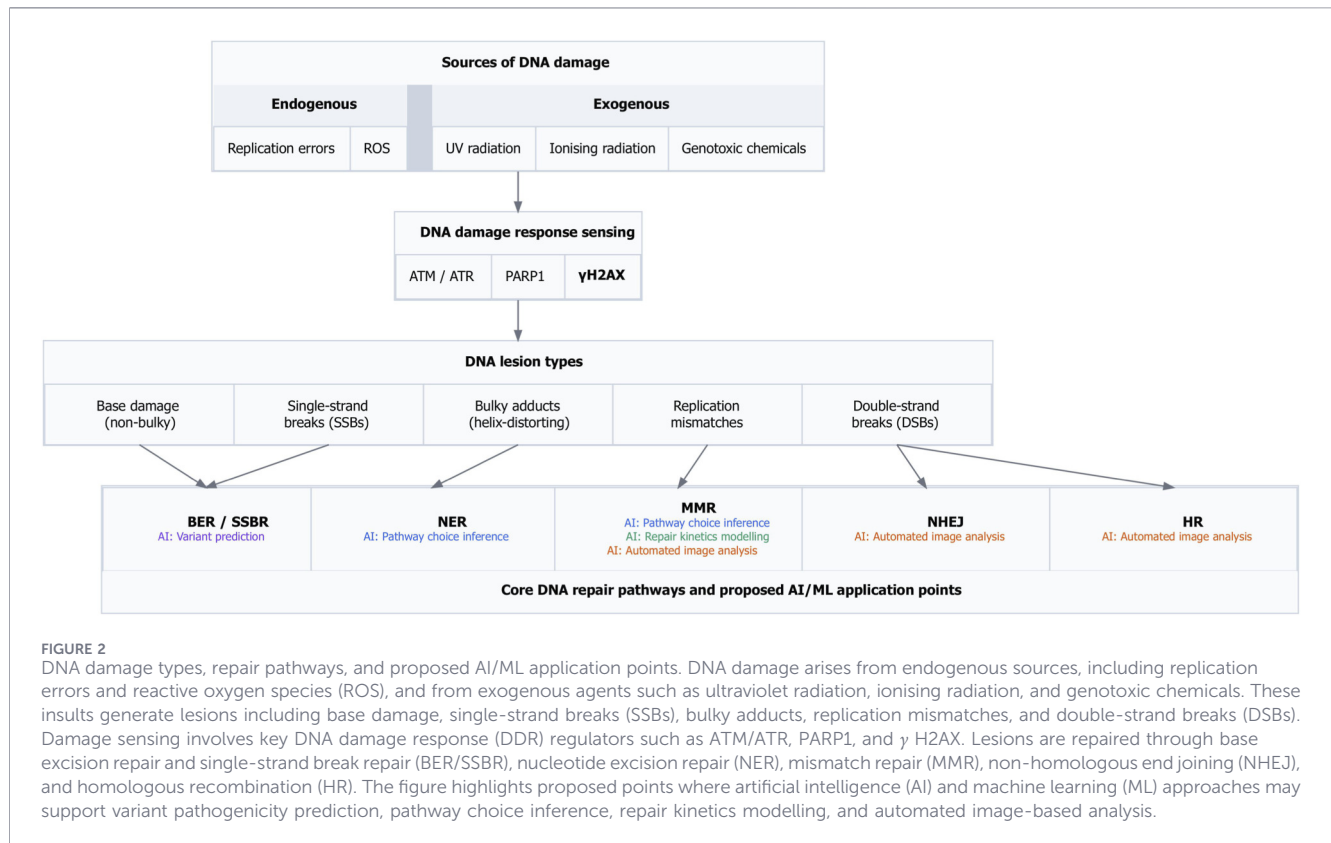 Sources of DNA damage
Endogenous
Exogenous
Replication errors
ROS
UV radiation
Ionising radiation
Genotoxic chemicals
DNA damage response sensing
ATM / ATR
PARP1
γH2AX
DNA lesion types
Base damage
(non-bulky)
Single-strand
breaks (SSBs)
Bulky adducts
(helix-distorting)
Replication
mismatches
Double-strand
breaks (DSBs)
BER / SSBR
AI: Variant prediction
NER
AI: Pathway choice inference
MMR
AI: Pathway choice inference
AI: Repair kinetics modelling
AI: Automated image analysis
NHEJ
AI: Automated image analysis
HR
AI: Automated image analysis
Core DNA repair pathways and proposed AI/ML application points
FIGURE 2
DNA damage types, repair pathways, and proposed AI/ML application points. DNA damage arises from endogenous sources, including replication
errors and reactive oxygen species (ROS), and from exogenous agents such as ultraviolet radiation, ionising radiation, and genotoxic chemicals. These
insults generate lesions including base damage, single-strand breaks (SSBs), bulky adducts, replication mismatches, and double-strand breaks (DSBs).
Damage sensing involves key DNA damage response (DDR) regulators such as ATM/ATR, PARP1, and γ H2AX. Lesions are repaired through base
excision repair and single-strand break repair (BER/SSBR), nucleotide excision repair (NER), mismatch repair (MMR), non-homologous end joining (NHEJ),
and homologous recombination (HR). The figure highlights proposed points where artificial intelligence (AI) and machine learning (ML) approaches may
support variant pathogenicity prediction, pathway choice inference, repair kinetics modelling, and automated image-based analysis.